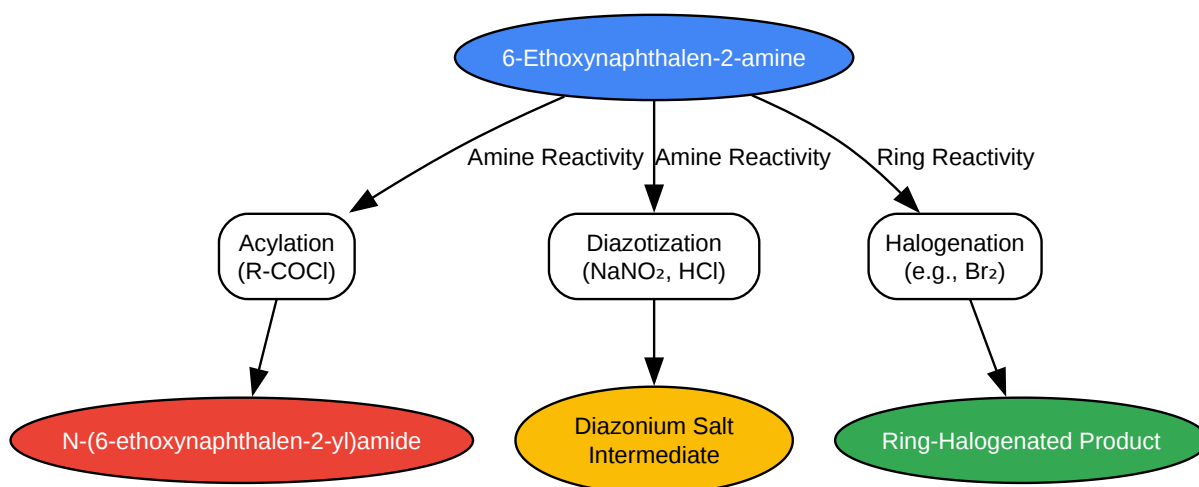 6-Ethoxynaphthalen-2-amine
Amine Reactivity
Amine Reactivity
Ring Reactivity
Acylation
(R-COCl)
Diazotization
(NaNO₂, HCl)
Halogenation
(e.g., Br₂)
N-(6-ethoxynaphthalen-2-yl)amide
Diazonium Salt
Intermediate
Ring-Halogenated Product